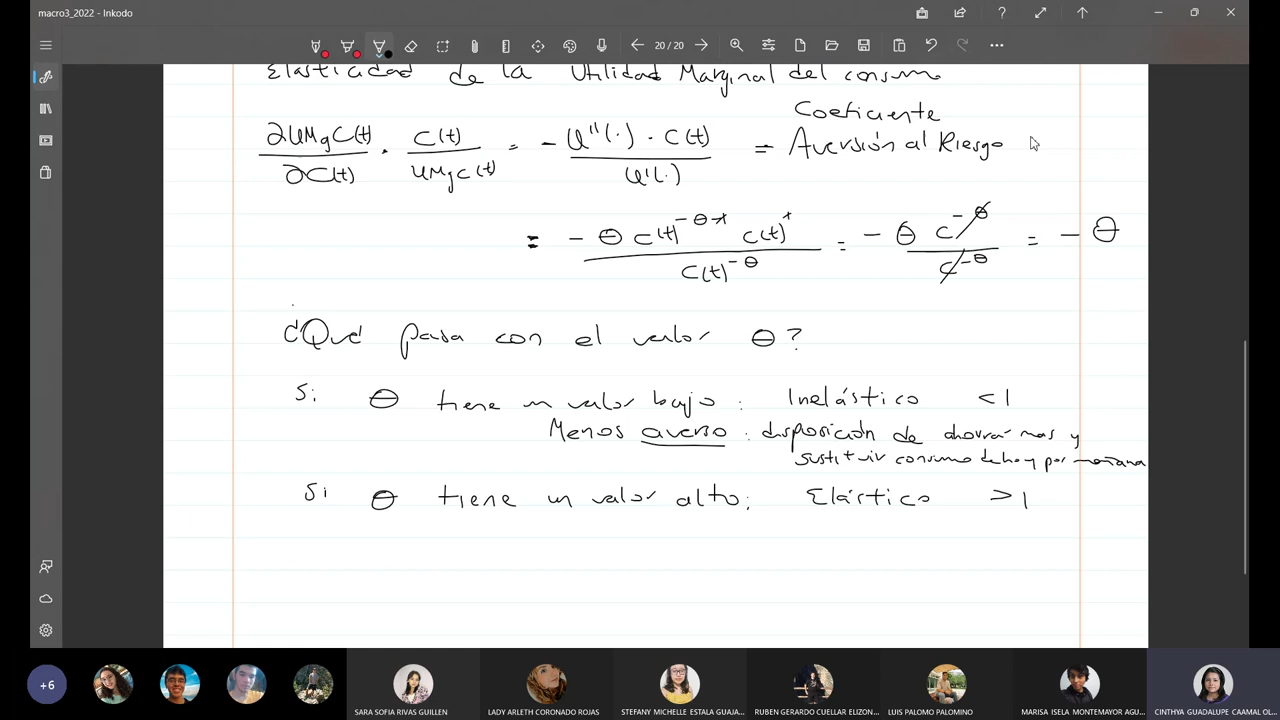 macro3_2022 - Inkodo
20 / 20
Elasticidad de la Utilidad Marginal del consumo
Coeficiente
∂UMgC(t) / ∂C(t) · C(t) / UMgC(t) = - U''(·) · C(t) / U'(·) = Aversión al Riesgo
= - θ C(t)^-θ-1 C(t)^1 / C(t)^-θ = - θ C^-θ / C^-θ = - θ
¿Qué pasa con el valor θ?
Si θ tiene un valor bajo : Inelástico < 1
Menos averso : disposición de ahorrar mas y
sustituir consumo de hoy por mañana
Si θ tiene un valor alto: Elástico > 1
+6
SARA SOFIA RIVAS GUILLEN
LADY ARLETH CORONADO ROJAS
STEFANY MICHELLE ESTALA GUAJA...
RUBEN GERARDO CUELLAR ELIZON...
LUIS PALOMO PALOMINO
MARISA ISELA MONTEMAYOR AGU...
CINTHYA GUADALUPE CAAMAL OL...